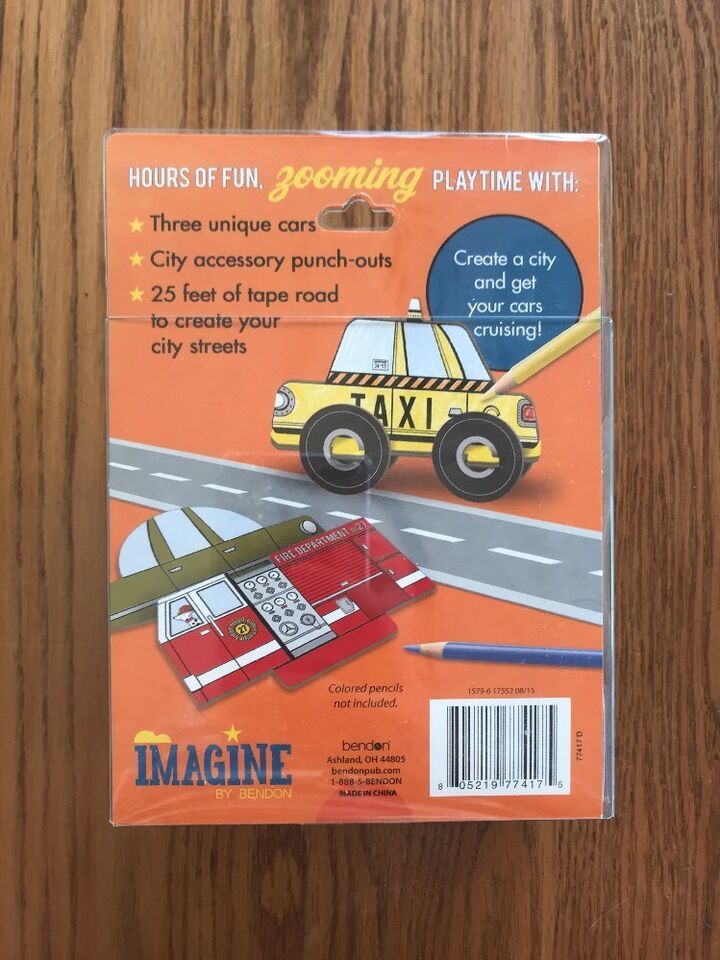 HOURS OF FUN, zooming PLAYTIME WITH:
Three unique cars
City accessory punch-outs
25 feet of tape road
to create your
city streets
Create a city
and get
your cars
cruising!
TAXI
FIRE DEPARTMENT
27
Colored pencils
not included.
1579-6 17552 08/15
77417 D
IMAGINE
BY BENDON
bendon
Ashland, OH 44805
bendonpub.com
1-888-5-BENDON
MADE IN CHINA
8 05219 77417 5